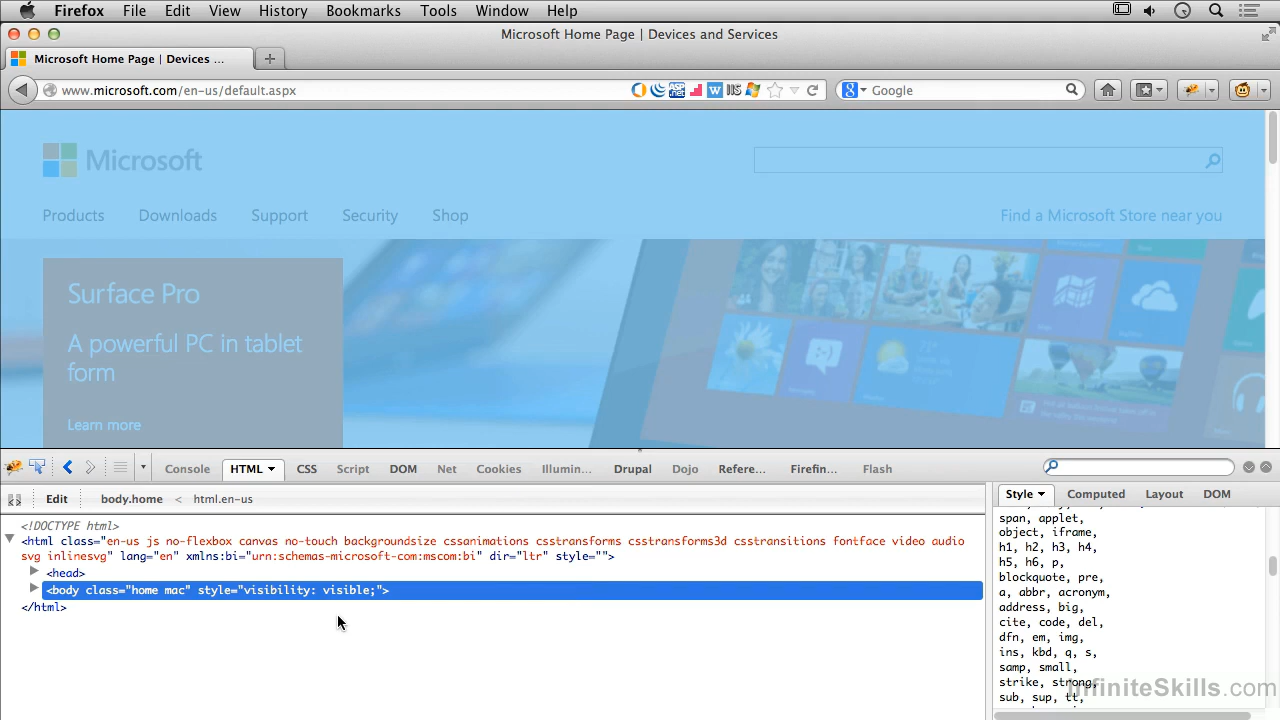 Firefox File Edit View History Bookmarks Tools Window Help
Microsoft Home Page | Devices and Services
Microsoft Home Page | Devices ...
www.microsoft.com/en-us/default.aspx
ASP .net W IIS 8 Google
Microsoft
Products Downloads Support Security Shop Find a Microsoft Store near you
Surface Pro
A powerful PC in tablet
form
Learn more
Console HTML CSS Script DOM Net Cookies Illumin... Drupal Dojo Refere... Firefin... Flash
Edit body.home < html.en-us
Style Computed Layout DOM
<!DOCTYPE html>
<html class="en-us js no-flexbox canvas no-touch backgroundsize cssanimations csstransforms csstransforms3d csstransitions fontface video audio
svg inlinesvg" lang="en" xmlns:bi="urn:schemas-microsoft-com:mscom:bi" dir="ltr" style="">
<head>
<body class="home mac" style="visibility: visible;">
</html>
span, applet,
object, iframe,
h1, h2, h3, h4,
h5, h6, p,
blockquote, pre,
a, abbr, acronym,
address, big,
cite, code, del,
dfn, em, img,
ins, kbd, q, s,
samp, small,
strike, strong,
sub, sup, tt,
InfiniteSkills.com